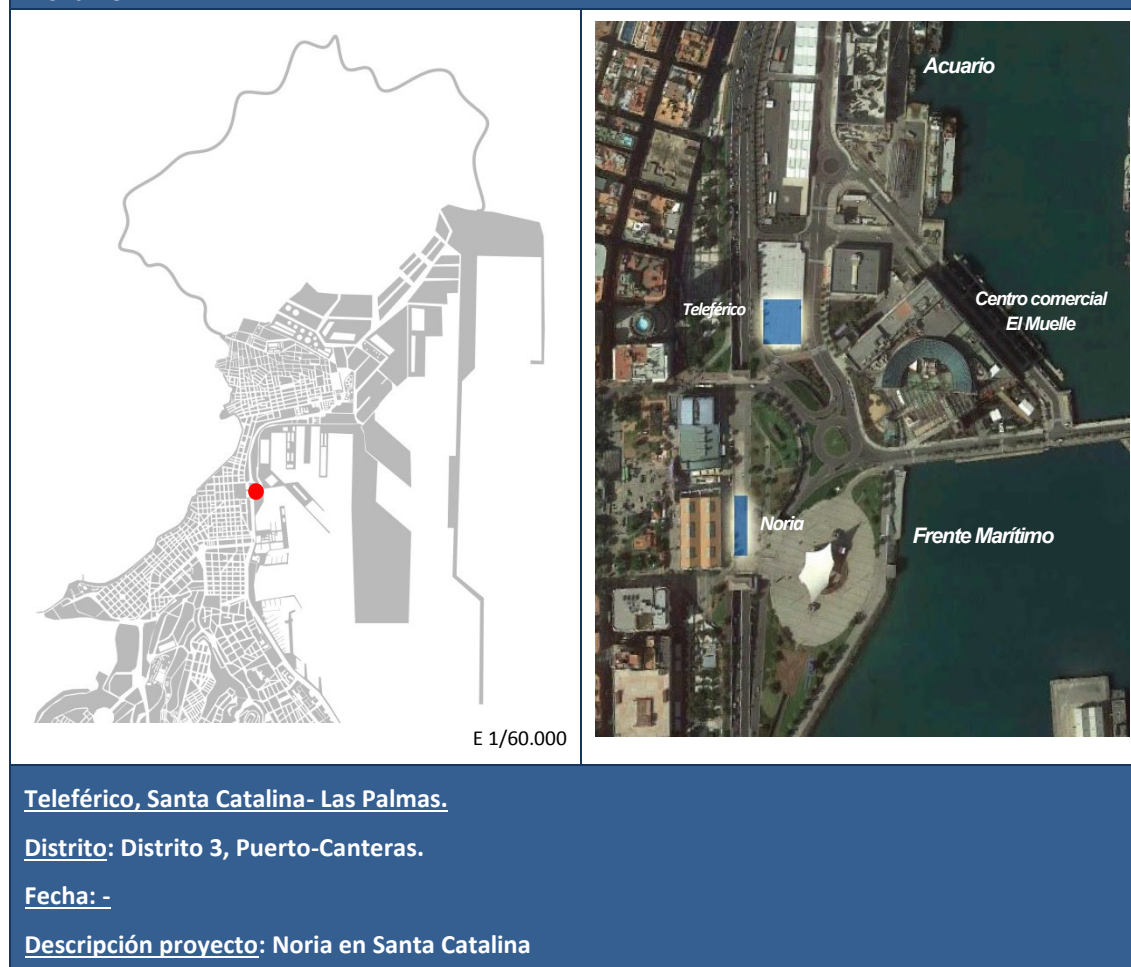 Acuario
Teleférico
Centro comercial
El Muelle
Noria
Frente Marítimo
E 1/60.000
Teleférico, Santa Catalina- Las Palmas.
Distrito: Distrito 3, Puerto-Canteras.
Fecha: -
Descripción proyecto: Noria en Santa Catalina